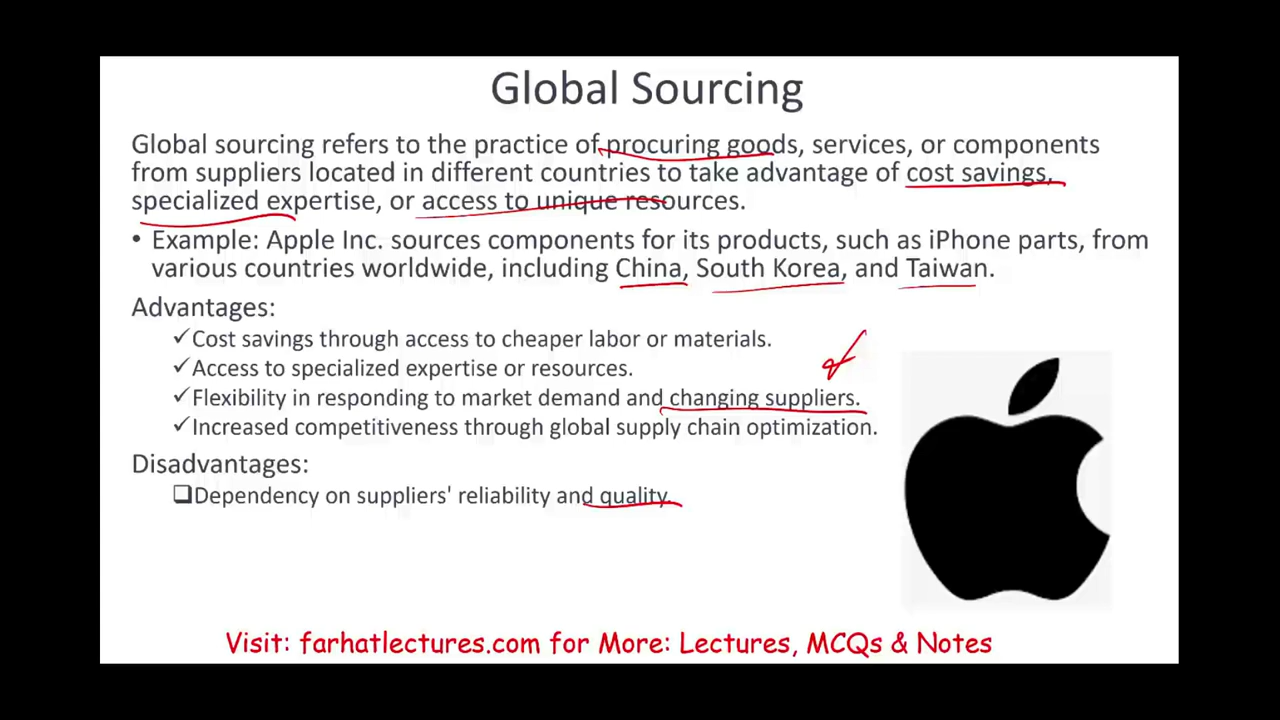 Global Sourcing
Global sourcing refers to the practice of procuring goods, services, or components
from suppliers located in different countries to take advantage of cost savings,
specialized expertise, or access to unique resources.
• Example: Apple Inc. sources components for its products, such as iPhone parts, from
various countries worldwide, including China, South Korea, and Taiwan.
Advantages:
✓Cost savings through access to cheaper labor or materials.
✓Access to specialized expertise or resources.
✓Flexibility in responding to market demand and changing suppliers.
✓Increased competitiveness through global supply chain optimization.
Disadvantages:
❑Dependency on suppliers' reliability and quality.
Visit: farhatlectures.com for More: Lectures, MCQs & Notes